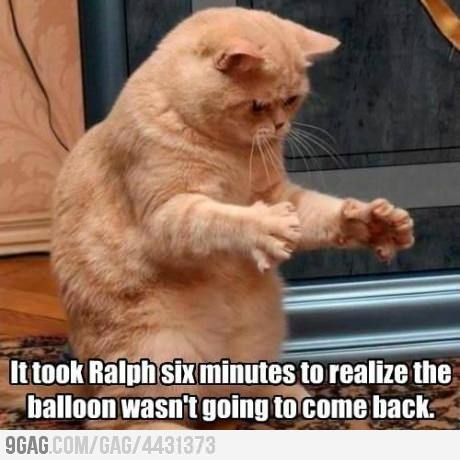 It took Ralph six minutes to realize the
balloon wasn't going to come back.
9GAG.COM/GAG/4431373